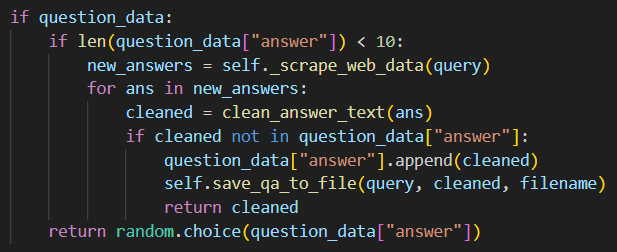 if question_data:
    if len(question_data["answer"]) < 10:
        new_answers = self._scrape_web_data(query)
        for ans in new_answers:
            cleaned = clean_answer_text(ans)
            if cleaned not in question_data["answer"]:
                question_data["answer"].append(cleaned)
                self.save_qa_to_file(query, cleaned, filename)
                return cleaned
    return random.choice(question_data["answer"])